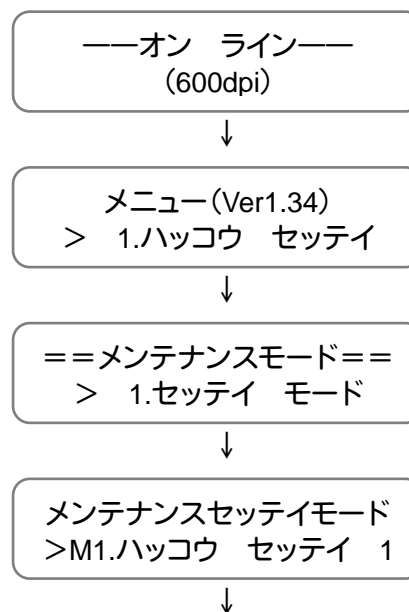 ——オン　ライン——
(600dpi)
↓
メニュー(Ver1.34)
＞　1.ハッコウ　セッテイ
↓
＝＝メンテナンスモード＝＝
＞　1.セッテイ　モード
↓
メンテナンスセッテイモード
>M1.ハッコウ　セッテイ　1
↓